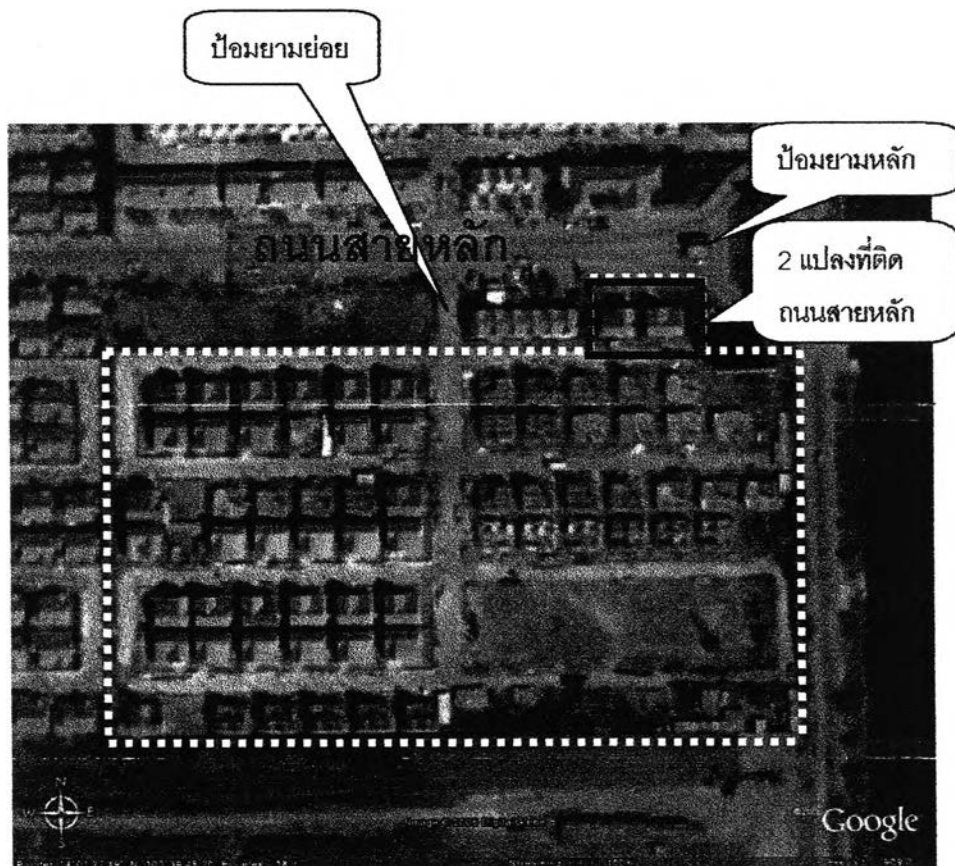 ป้อมยามย่อย
ป้อมยามหลัก
ถนนสายหลัก
2 แปลงที่ติด
ถนนสายหลัก
N
W
E
S
Google